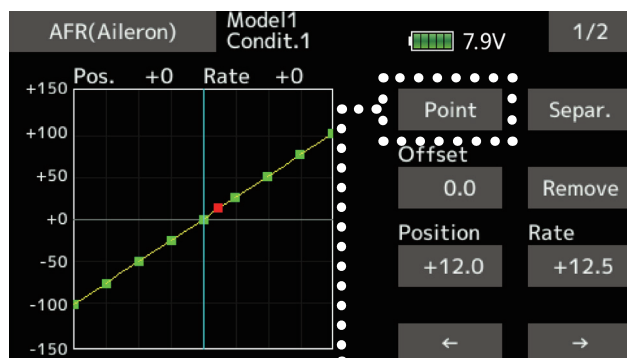 AFR(Aileron)
Model1
Condit.1
7.9V
1/2
Pos. +0 Rate +0
+150
+100
+50
+0
-50
-100
-150
Point
Separ.
Offset
0.0
Remove
Position
Rate
+12.0
+12.5
←
→